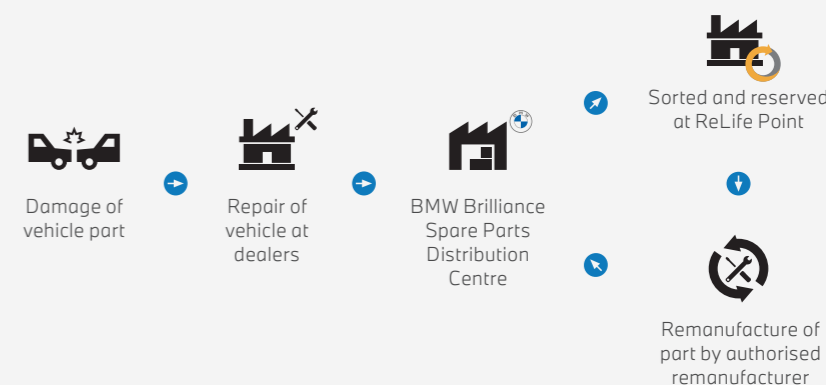 Damage of
vehicle part
Repair of
vehicle at
dealers
BMW Brilliance
Spare Parts
Distribution
Centre
Sorted and reserved
at ReLife Point
Remanufacture of
part by authorised
remanufacturer